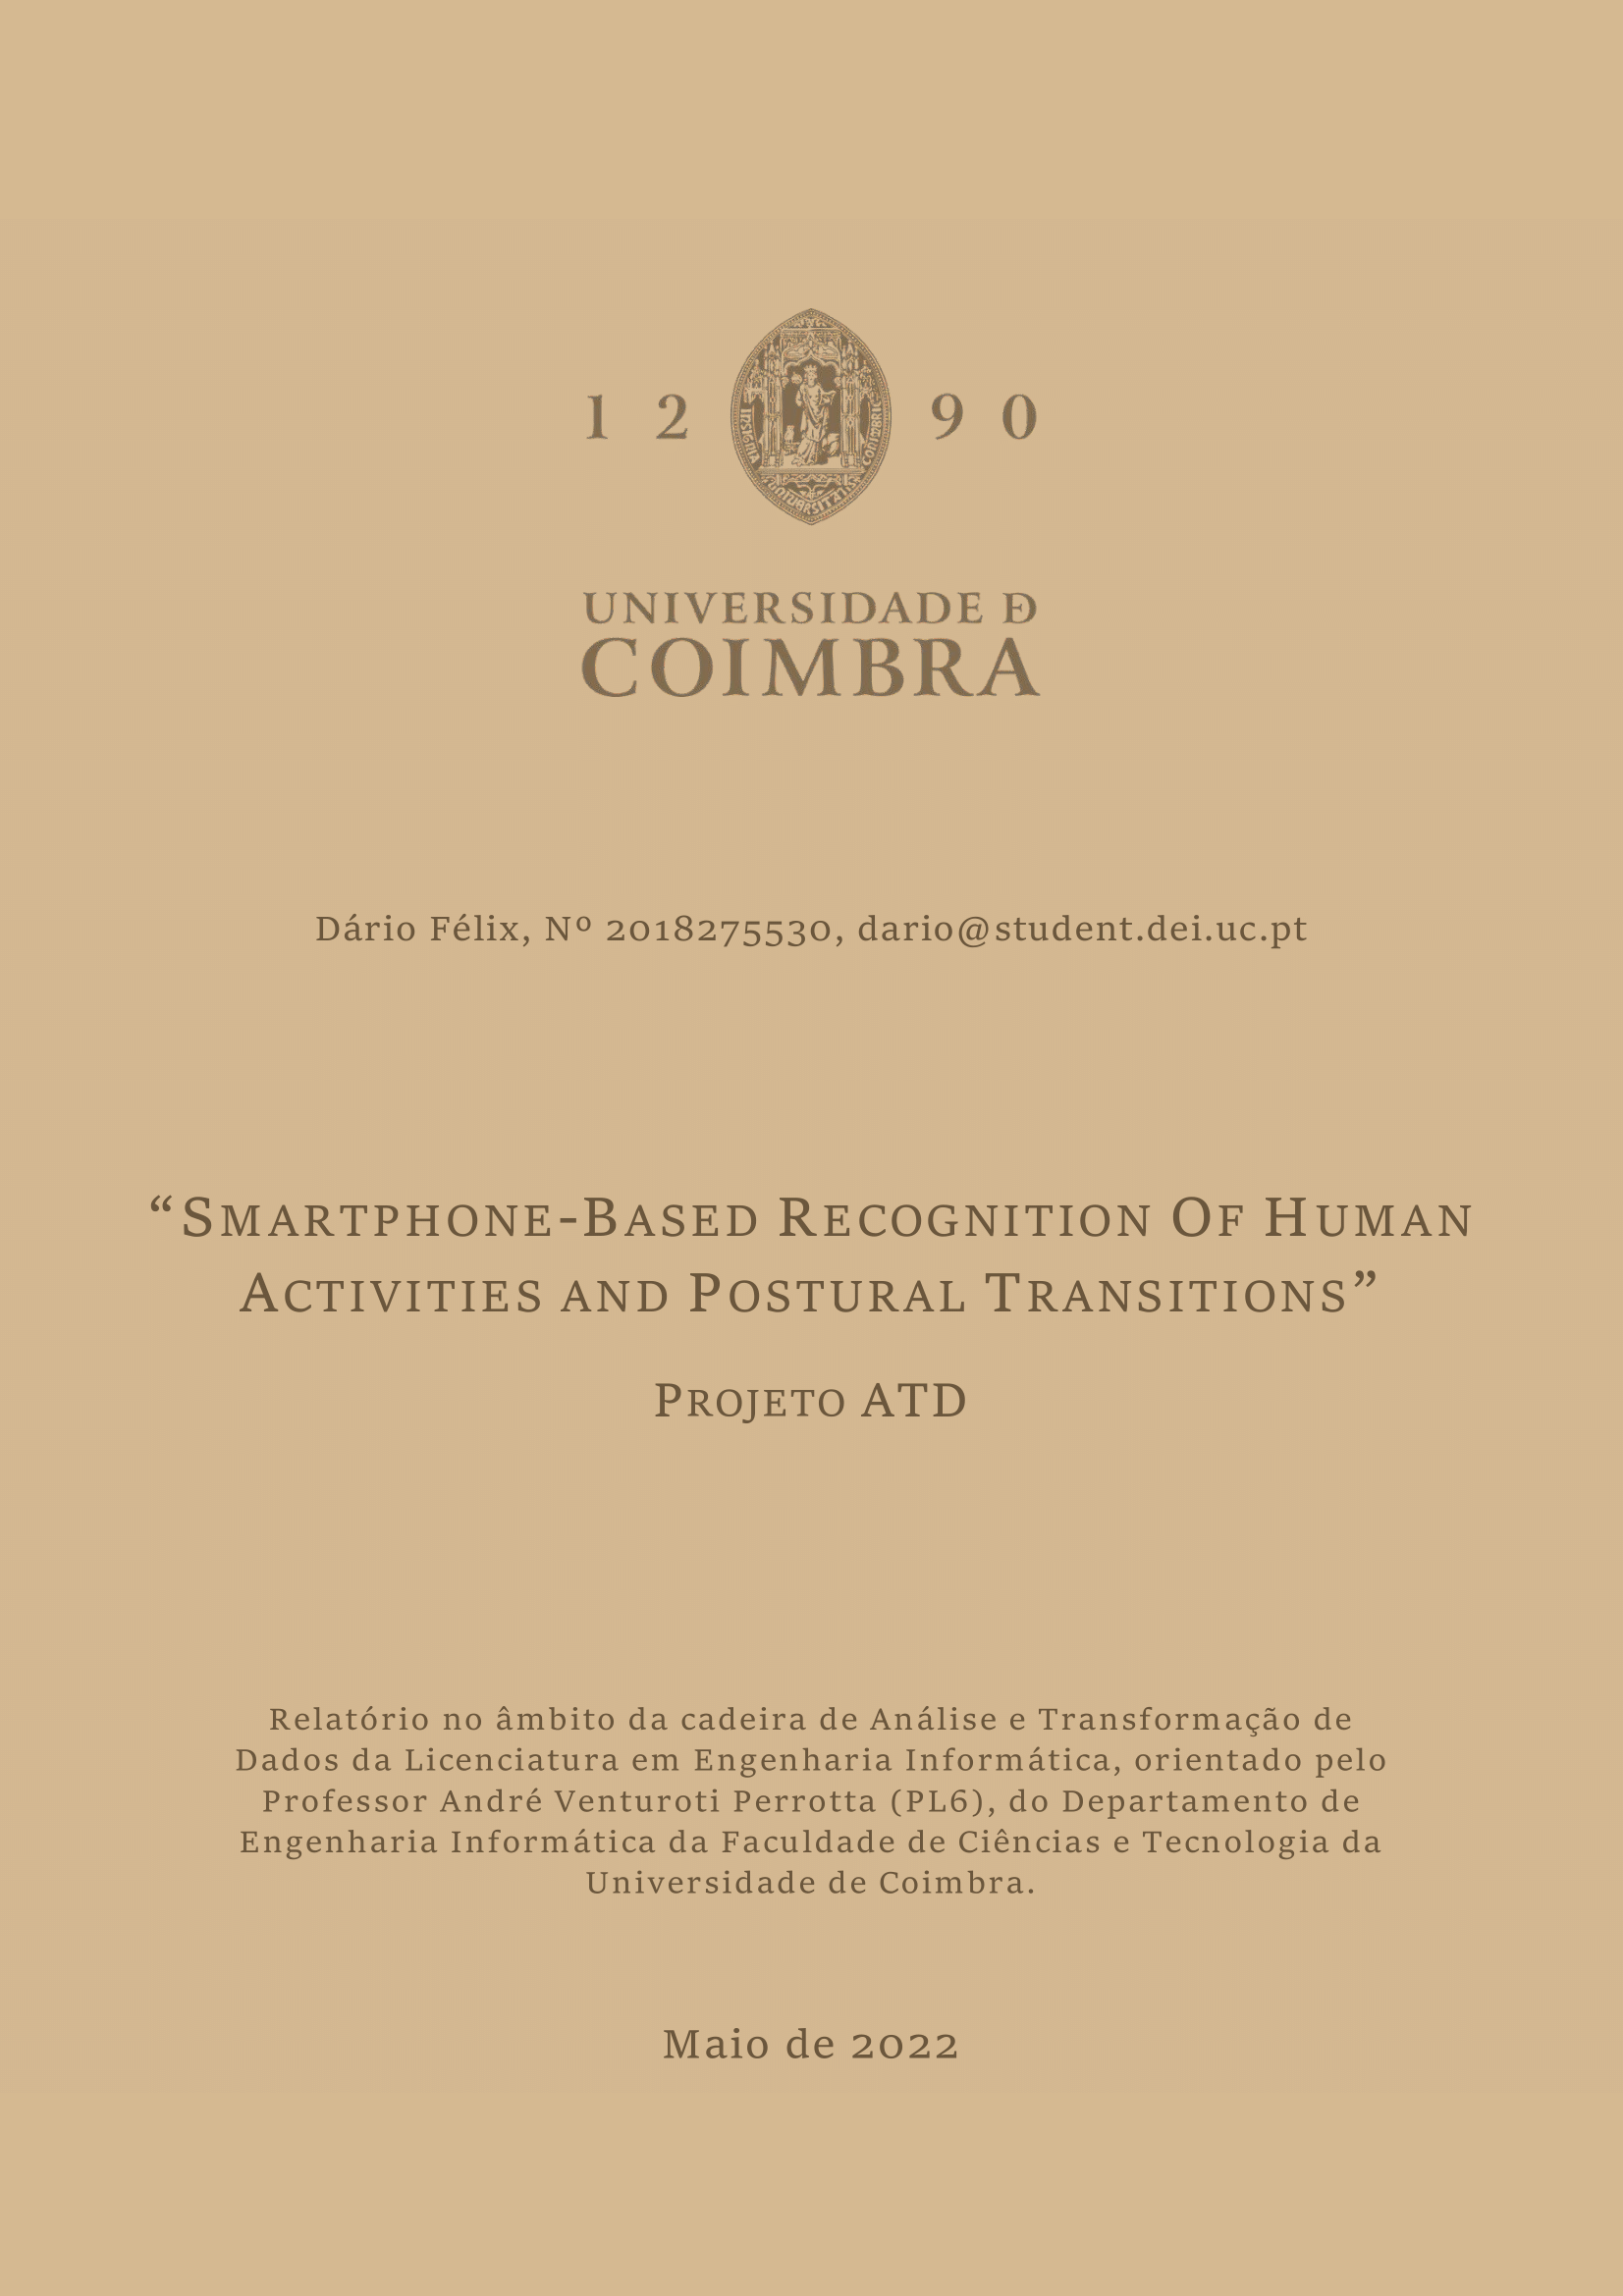 1 2 9 0
INSIGNIA UNIVERSITATIS CONIMBRIG
UNIVERSIDADE Ð
COIMBRA
Dário Félix, Nº 2018275530, dario@student.dei.uc.pt
“SMARTPHONE-BASED RECOGNITION OF HUMAN
ACTIVITIES AND POSTURAL TRANSITIONS”
PROJETO ATD
Relatório no âmbito da cadeira de Análise e Transformação de
Dados da Licenciatura em Engenharia Informática, orientado pelo
Professor André Venturoti Perrotta (PL6), do Departamento de
Engenharia Informática da Faculdade de Ciências e Tecnologia da
Universidade de Coimbra.
Maio de 2022